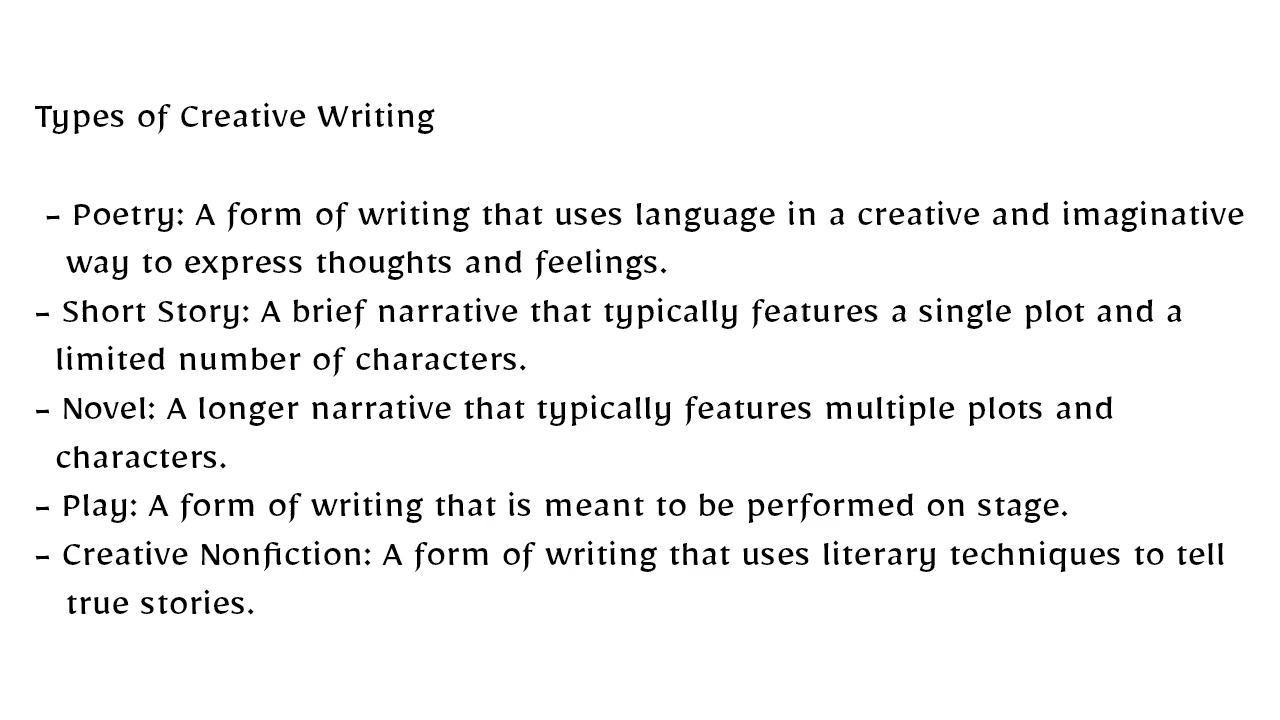 Types of Creative Writing
- Poetry: A form of writing that uses language in a creative and imaginative
way to express thoughts and feelings.
- Short Story: A brief narrative that typically features a single plot and a
limited number of characters.
- Novel: A longer narrative that typically features multiple plots and
characters.
- Play: A form of writing that is meant to be performed on stage.
- Creative Nonfiction: A form of writing that uses literary techniques to tell
true stories.